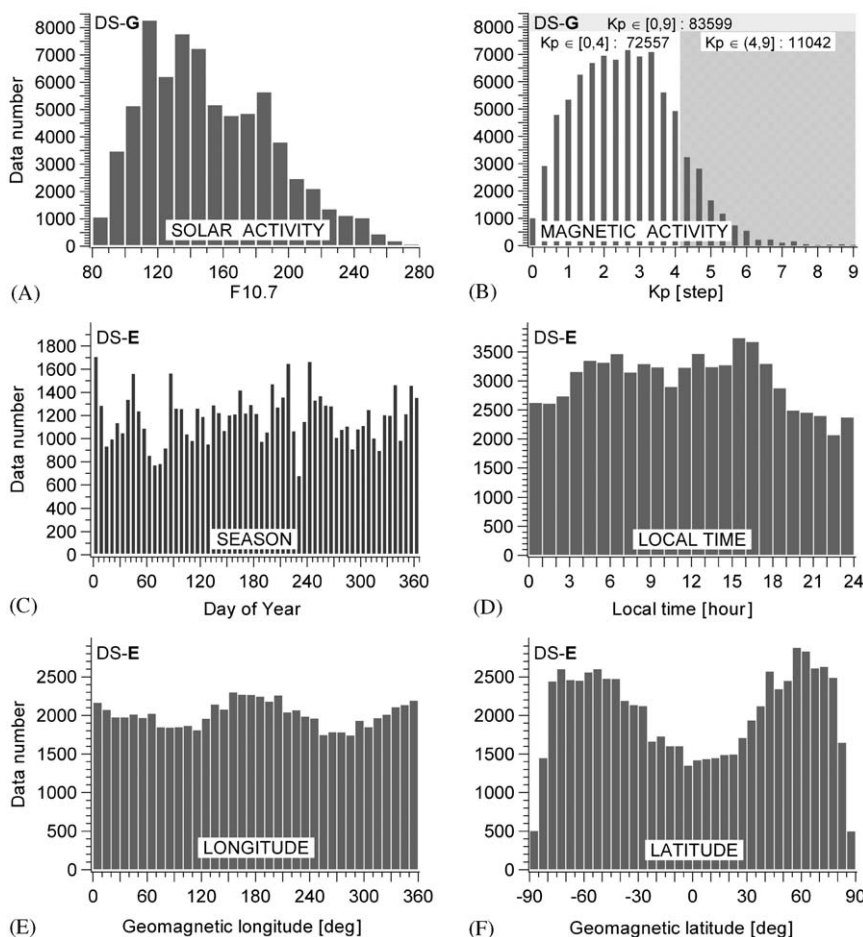 DS-G
8000
7000
6000
5000
4000
3000
2000
1000
0
Data number
SOLAR ACTIVITY
80 120 160 200 240 280
(A) F10.7
DS-G Kp ∈ [0,9] : 83599
Kp ∈ [0,4] : 72557 Kp ∈ (4,9] : 11042
8000
7000
6000
5000
4000
3000
2000
1000
0
Data number
MAGNETIC ACTIVITY
0 1 2 3 4 5 6 7 8 9
(B) Kp [step]
DS-E
1800
1600
1400
1200
1000
800
600
400
200
0
Data number
SEASON
0 60 120 180 240 300 360
(C) Day of Year
DS-E
3500
3000
2500
2000
1500
1000
500
0
LOCAL TIME
0 3 6 9 12 15 18 21 24
(D) Local time [hour]
DS-E
2500
2000
1500
1000
500
0
Data number
LONGITUDE
0 60 120 180 240 300 360
(E) Geomagnetic longitude [deg]
DS-E
2500
2000
1500
1000
500
0
LATITUDE
-90 -60 -30 0 30 60 90
(F) Geomagnetic latitude [deg]